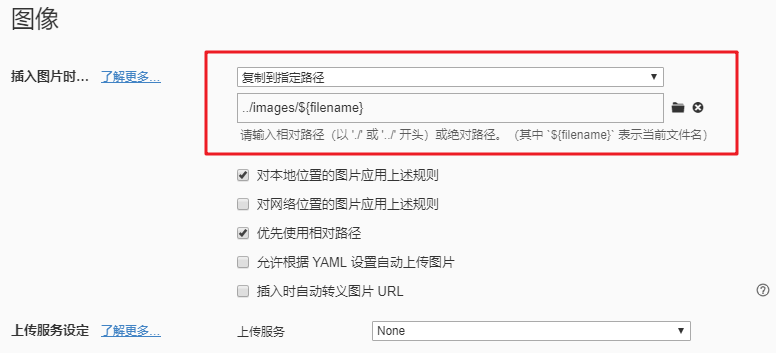 图像
插入图片时... 了解更多... 复制到指定路径
../images/${filename}
请输入相对路径（以 './' 或 '../' 开头）或绝对路径。（其中 `${filename}` 表示当前文件名）
对本地位置的图片应用上述规则
对网络位置的图片应用上述规则
优先使用相对路径
允许根据 YAML 设置自动上传图片
插入时自动转义图片 URL
上传服务设定 了解更多... 上传服务 None